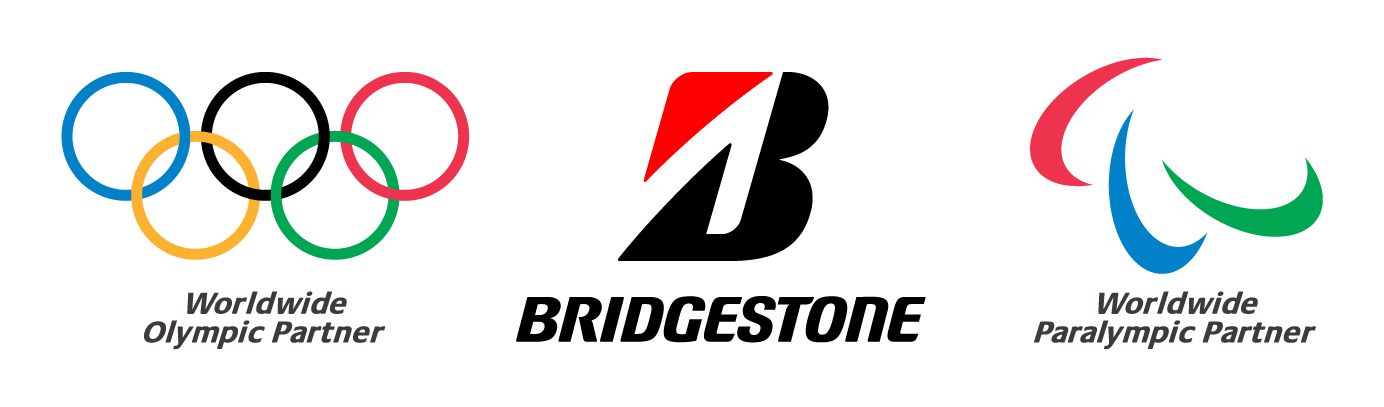 Worldwide
Olympic Partner
BRIDGESTONE
Worldwide
Paralympic Partner